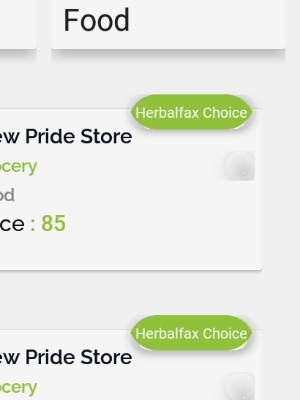 Food
Herbalfax Choice
ew Pride Store
ocery
od
ce : 85
Herbalfax Choice
ew Pride Store
ocery